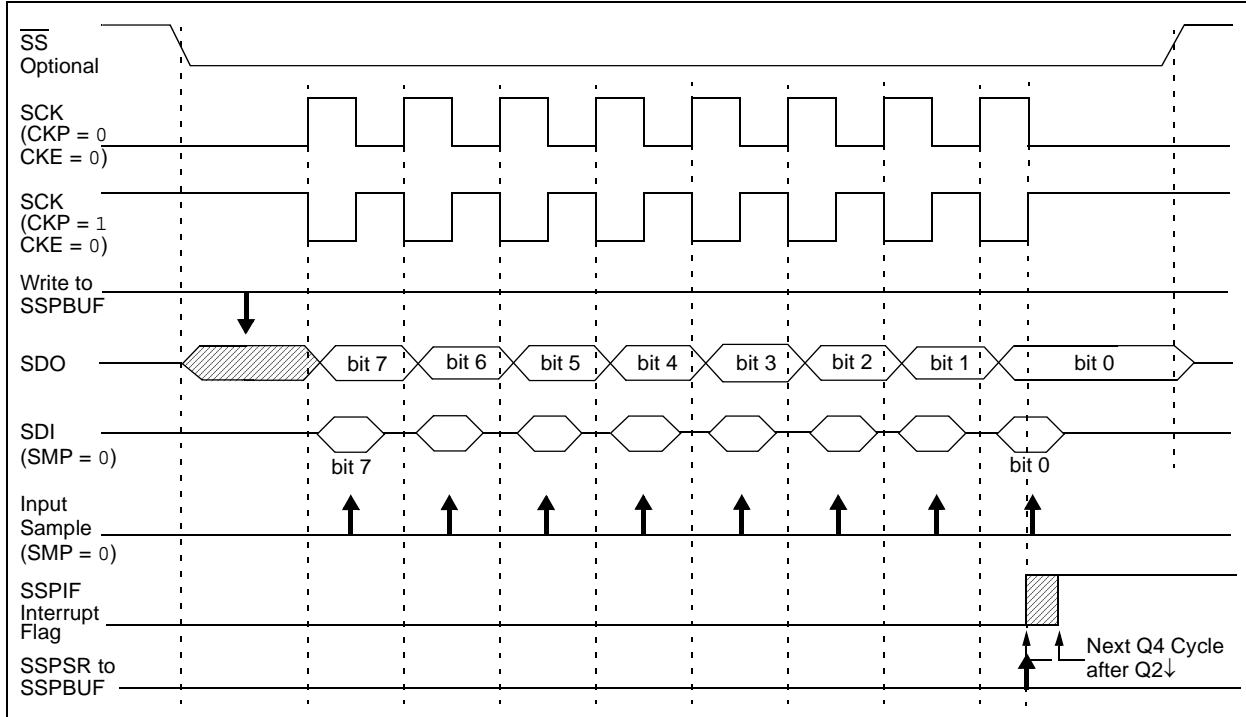 SS
Optional
SCK
(CKP = 0
CKE = 0)
SCK
(CKP = 1
CKE = 0)
Write to
SSPBUF
SDO
bit 7 bit 6 bit 5 bit 4 bit 3 bit 2 bit 1 bit 0
SDI
(SMP = 0)
bit 7 bit 0
Input
Sample
(SMP = 0)
SSPIF
Interrupt
Flag
Next Q4 Cycle
after Q2↓
SSPSR to
SSPBUF